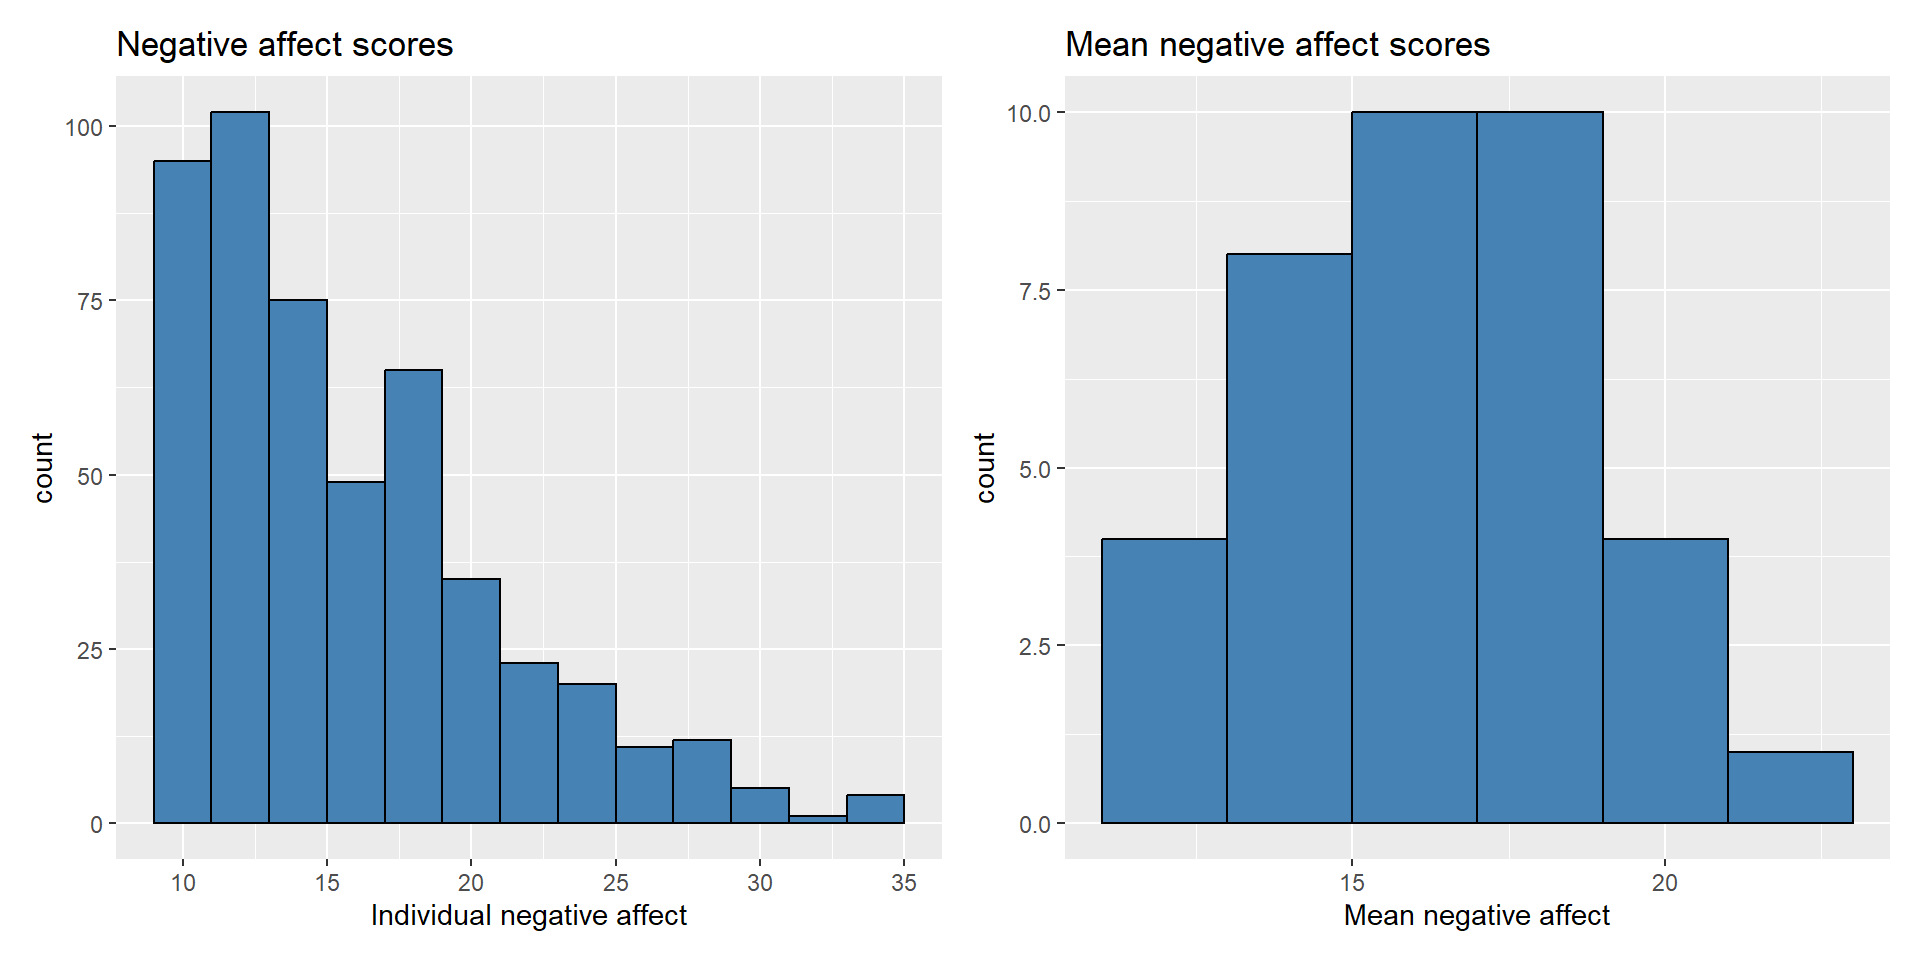 Negative affect scores
count
100
75
50
25
0
10 15 20 25 30 35
Individual negative affect
Mean negative affect scores
count
10.0
7.5
5.0
2.5
0.0
15 20
Mean negative affect